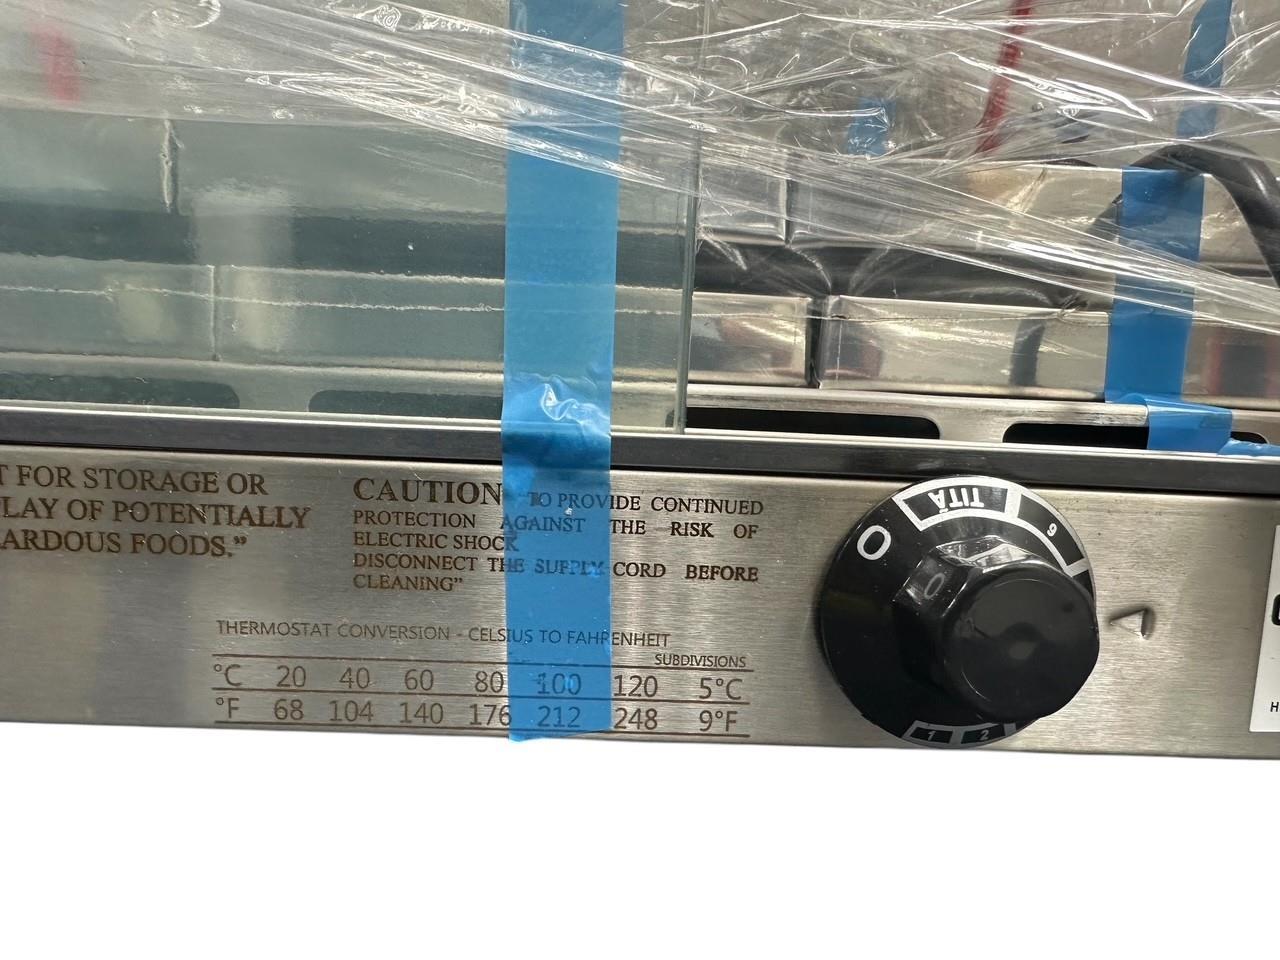 T FOR STORAGE OR
LAY OF POTENTIALLY
ARDOUS FOODS.”
CAUTION “TO PROVIDE CONTINUED
PROTECTION AGAINST THE RISK OF
ELECTRIC SHOCK
DISCONNECT THE SUPPLY CORD BEFORE
CLEANING”
THERMOSTAT CONVERSION - CELSIUS TO FAHRENHEIT
SUBDIVISIONS
°C 20 40 60 80 100 120 5°C
°F 68 104 140 176 212 248 9°F
TITÃ
6
O
0
1 2
H